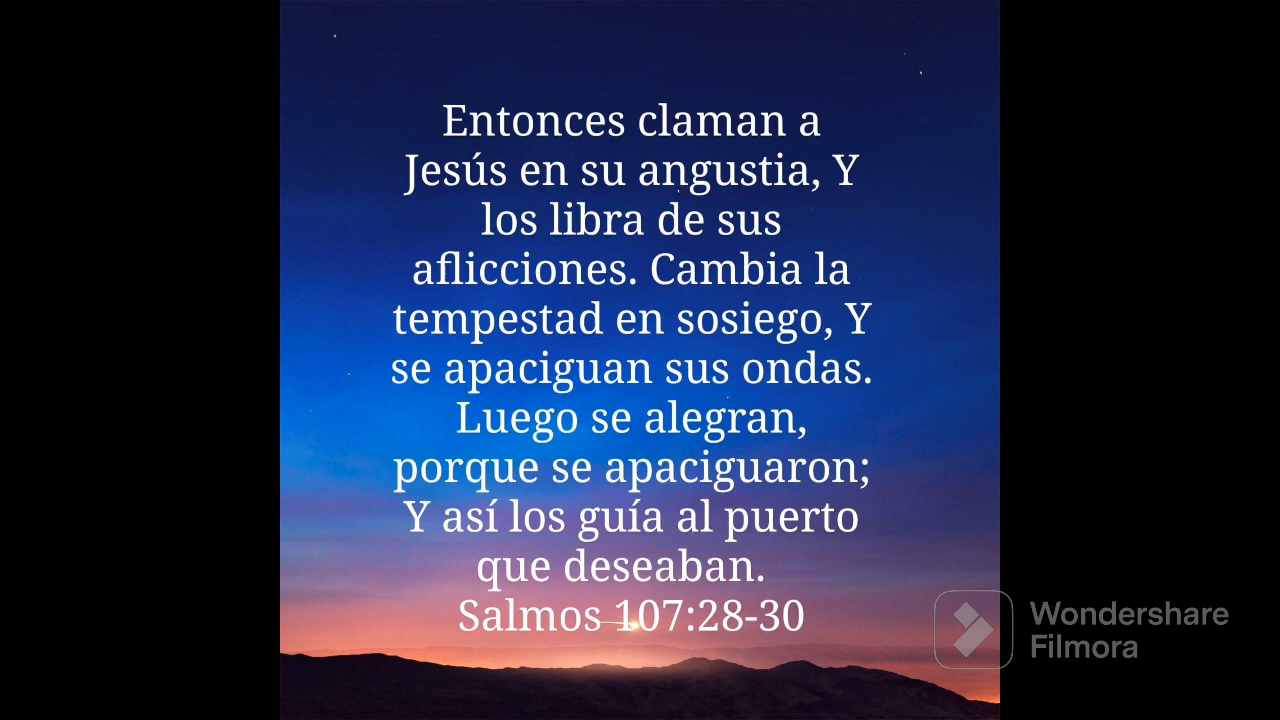 Entonces claman a
Jesús en su angustia, Y
los libra de sus
aflicciones. Cambia la
tempestad en sosiego, Y
se apaciguan sus ondas.
Luego se alegran,
porque se apaciguaron;
Y así los guía al puerto
que deseaban.
Salmos 107:28-30
Wondershare
Filmora